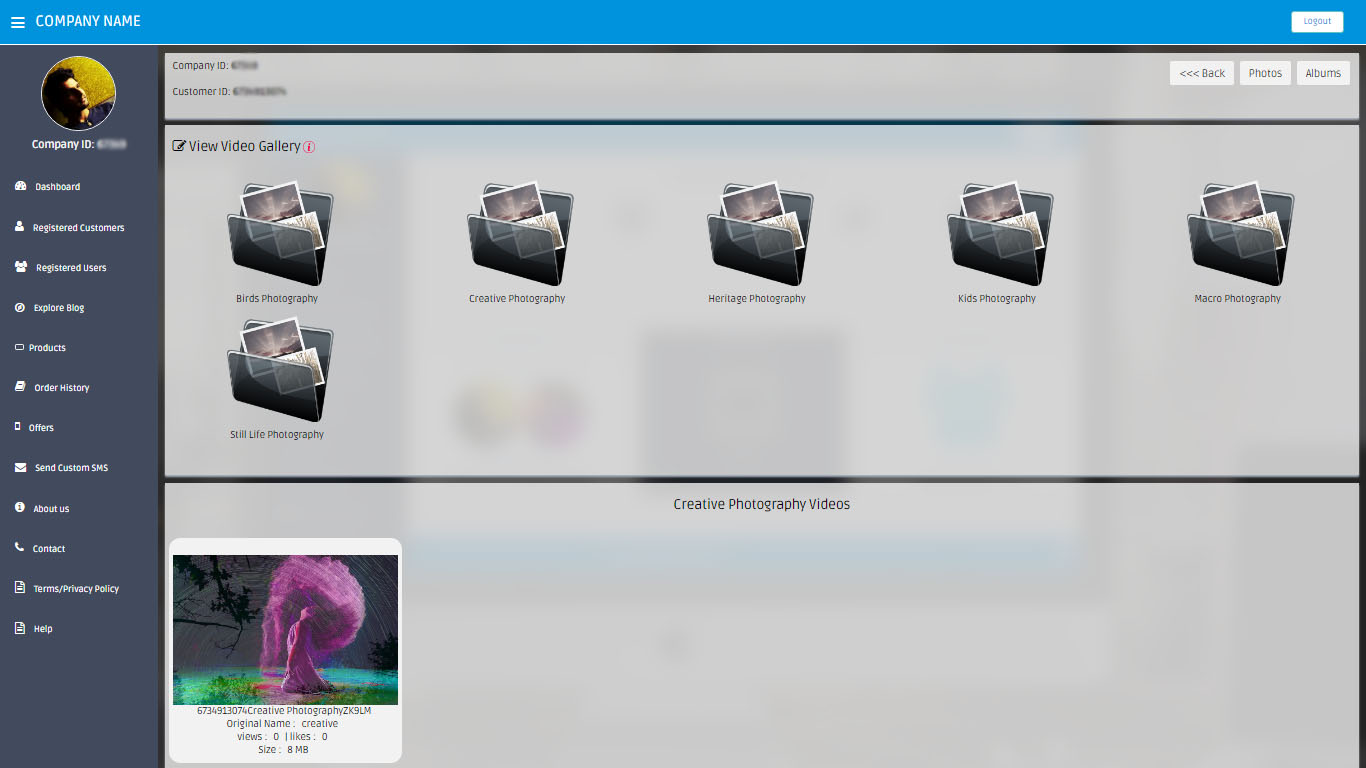 COMPANY NAME
Logout
Company ID:
Dashboard
Registered Customers
Registered Users
Explore Blog
Products
Order History
Offers
Send Custom SMS
About us
Contact
Terms/Privacy Policy
Help
Company ID:
Customer ID:
<<< Back
Photos
Albums
View Video Gallery
Birds Photography
Creative Photography
Heritage Photography
Kids Photography
Macro Photography
Still Life Photography
Creative Photography Videos
6734913074Creative PhotographyZK9LM
Original Name : creative
views : 0 | likes : 0
Size : 8 MB